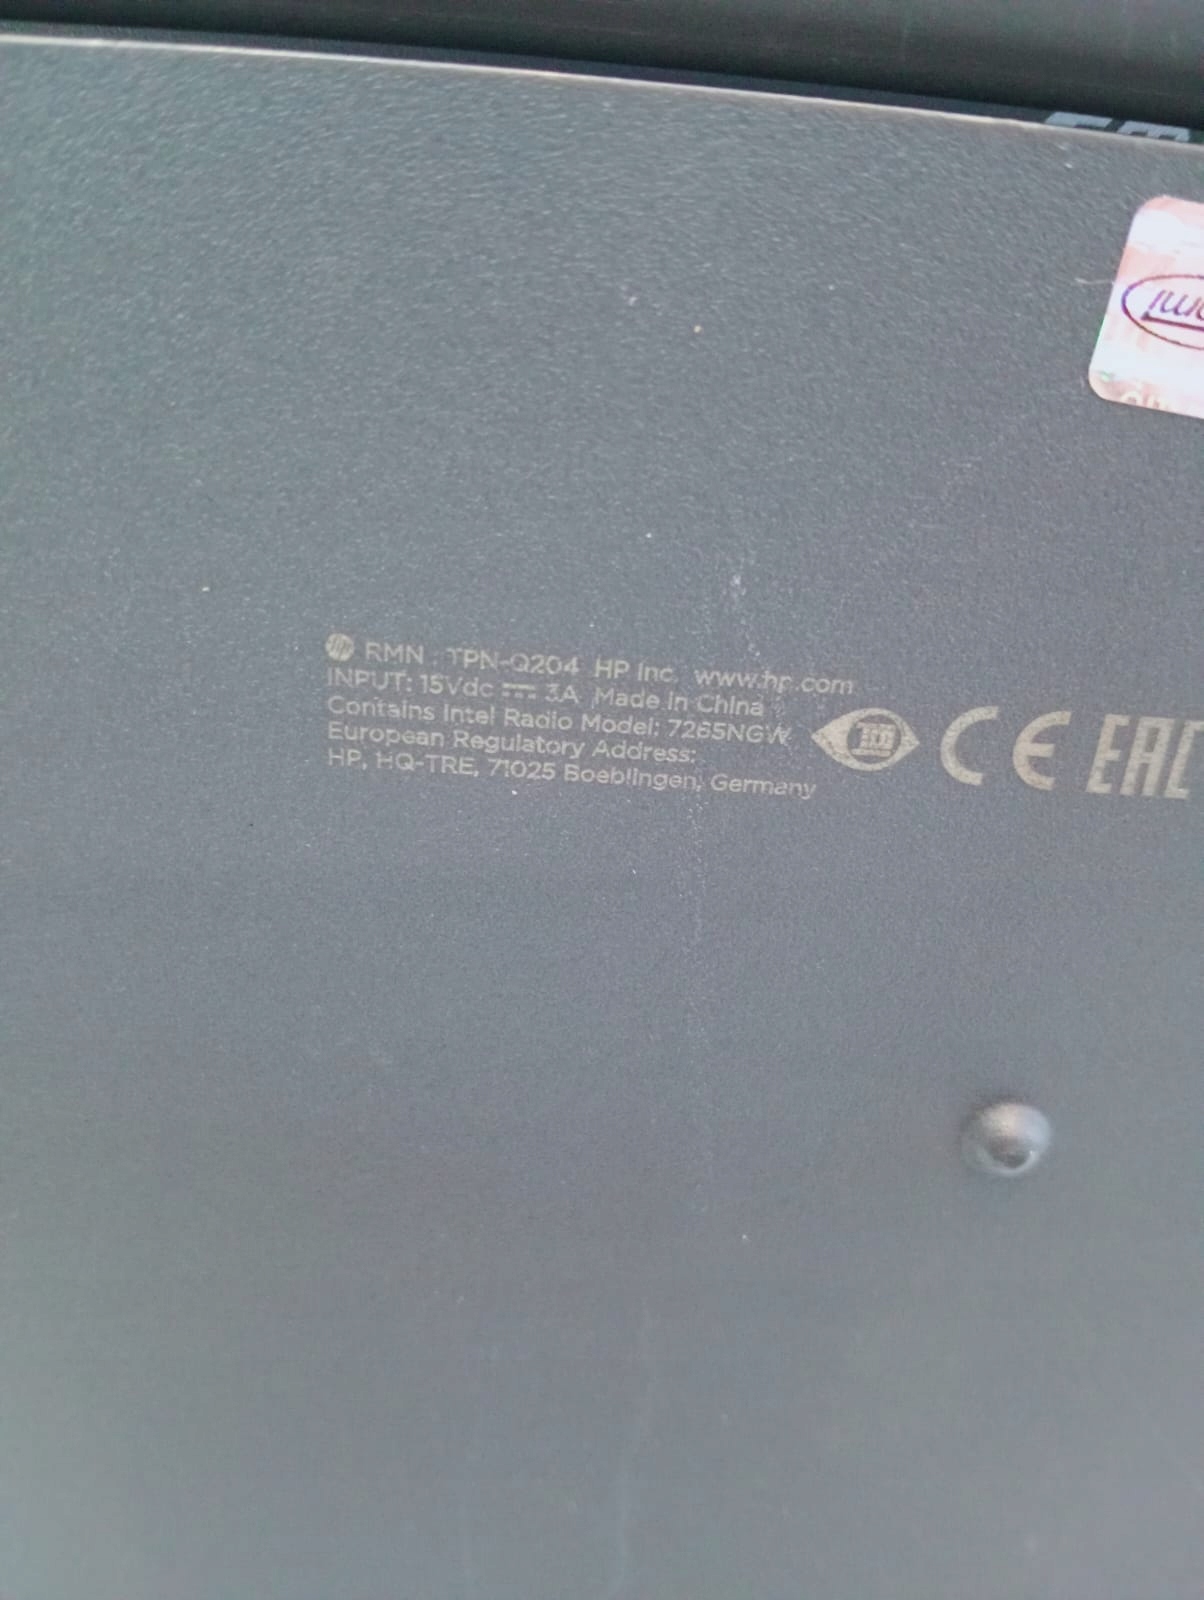 hp RMN : TPN-Q204 HP Inc. www.hp.com
INPUT: 15Vdc ⎓ 3A Made in China
Contains Intel Radio Model: 7265NGW
European Regulatory Address:
HP, HQ-TRE, 71025 Boeblingen, Germany
CE EAC